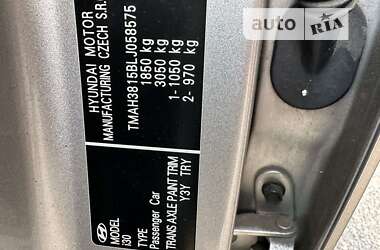 HYUNDAI MOTOR
MANUFACTURING CZECH S.R.
TMAH3815BLJ058575
1850 kg
3050 kg
1- 1050 kg
2- 970 kg
MODEL
i30
TYPE
Passenger Car
TRANS AXLE PAINT TRIM
Y3Y TRY
auto
RIA